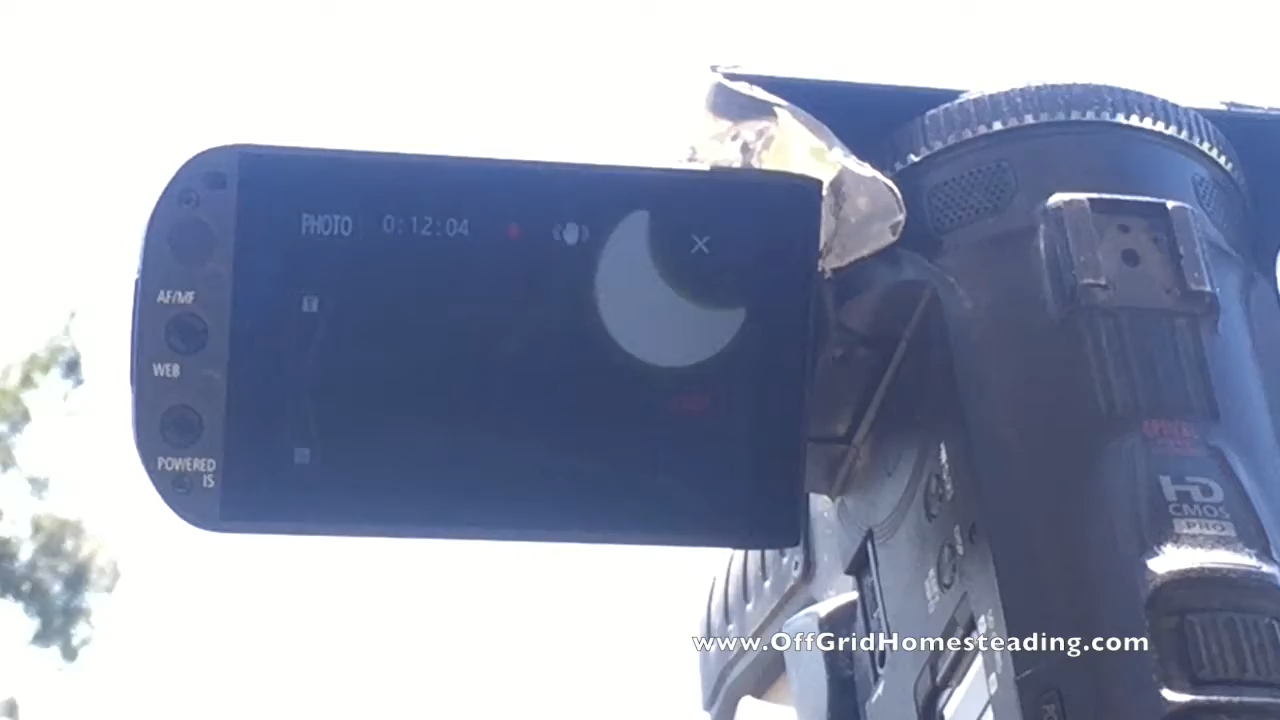 PHOTO 0:12:04
AF/MF
WEB
POWERED
IS
HD
CMOS
PRO
www.OffGridHomesteading.com